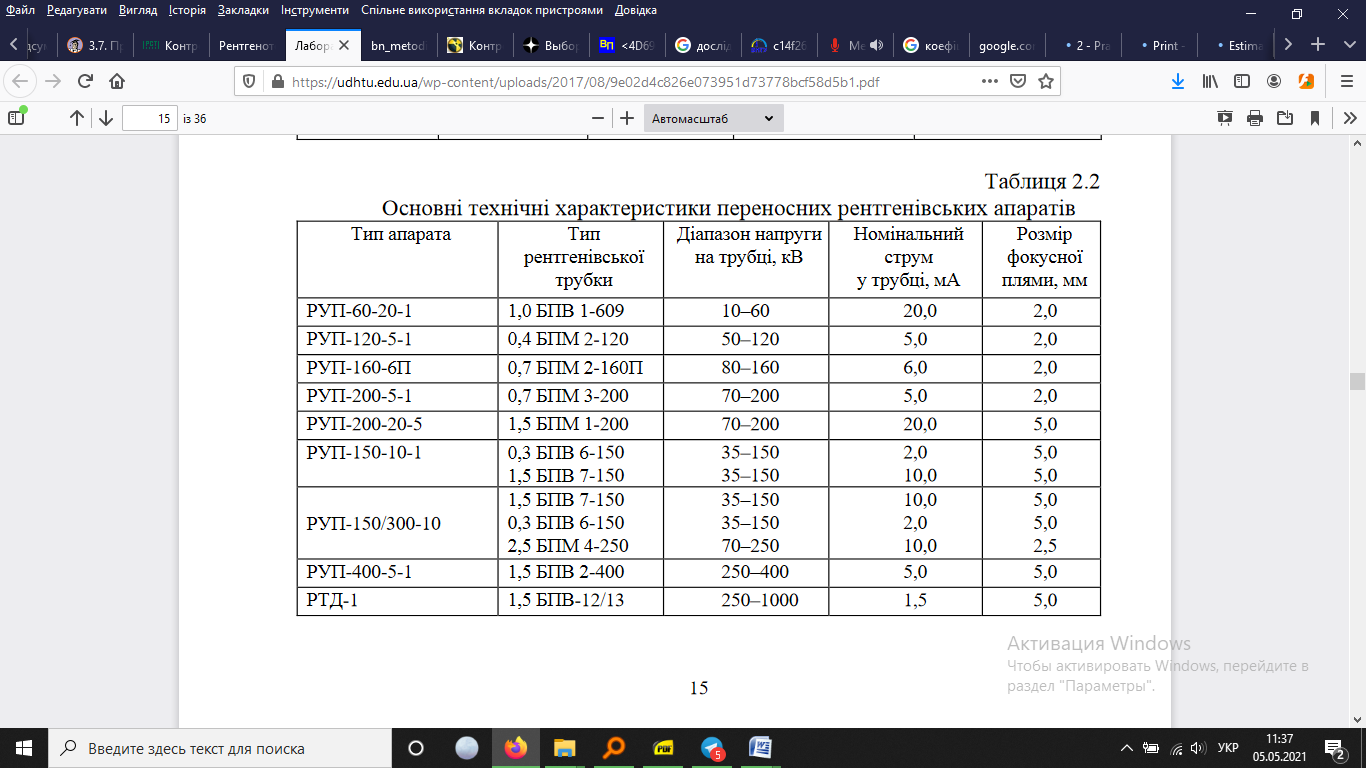 Файл Редагувати Вигляд Історія Закладки Інструменти Спільне використання вкладок пристроями Довідка
3.7. П Контр Рентгенот Лабора bn_metod Контр Вибор <4D69 дослід c14f26 Ме коефі google.com 2 - Pra Print - Estima
https://udhtu.edu.ua/wp-content/uploads/2017/08/9e02d4c826e073951d73778bcf58d5b1.pdf
15 із 36 Автомасштаб
Таблиця 2.2
Основні технічні характеристики переносних рентгенівських апаратів
Тип апарата Тип Діапазон напруги Номінальний Розмір
рентгенівської на трубці, кВ струм фокусної
трубки у трубці, мА плями, мм
РУП-60-20-1 1,0 БПВ 1-609 10–60 20,0 2,0
РУП-120-5-1 0,4 БПМ 2-120 50–120 5,0 2,0
РУП-160-6П 0,7 БПМ 2-160П 80–160 6,0 2,0
РУП-200-5-1 0,7 БПМ 3-200 70–200 5,0 2,0
РУП-200-20-5 1,5 БПМ 1-200 70–200 20,0 5,0
РУП-150-10-1 0,3 БПВ 6-150 35–150 2,0 5,0
1,5 БПВ 7-150 35–150 10,0 5,0
1,5 БПВ 7-150 35–150 10,0 5,0
РУП-150/300-10 0,3 БПВ 6-150 35–150 2,0 5,0
2,5 БПМ 4-250 70–250 10,0 2,5
РУП-400-5-1 1,5 БПВ 2-400 250–400 5,0 5,0
РТД-1 1,5 БПВ-12/13 250–1000 1,5 5,0
Активация Windows
Чтобы активировать Windows, перейдите в
раздел "Параметры".
15
Введите здесь текст для поиска
PDF 5 УКР 11:37
05.05.2021 2